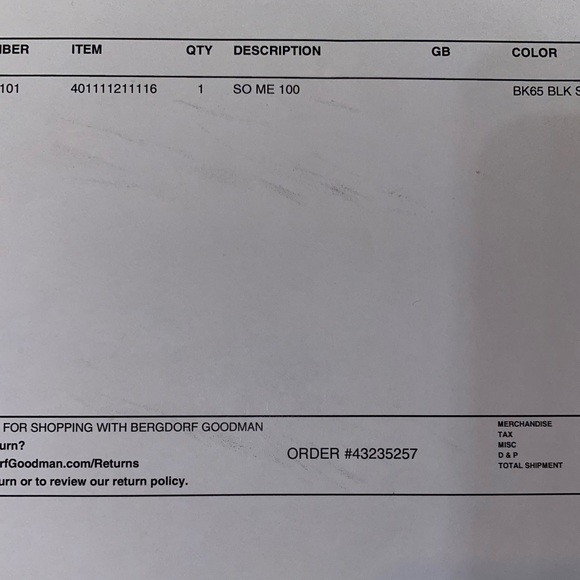 IBER ITEM QTY DESCRIPTION GB COLOR
101 401111211116 1 SO ME 100 BK65 BLK S
FOR SHOPPING WITH BERGDORF GOODMAN
urn?
rfGoodman.com/Returns
urn or to review our return policy.
ORDER #43235257
MERCHANDISE
TAX
MISC
D & P
TOTAL SHIPMENT